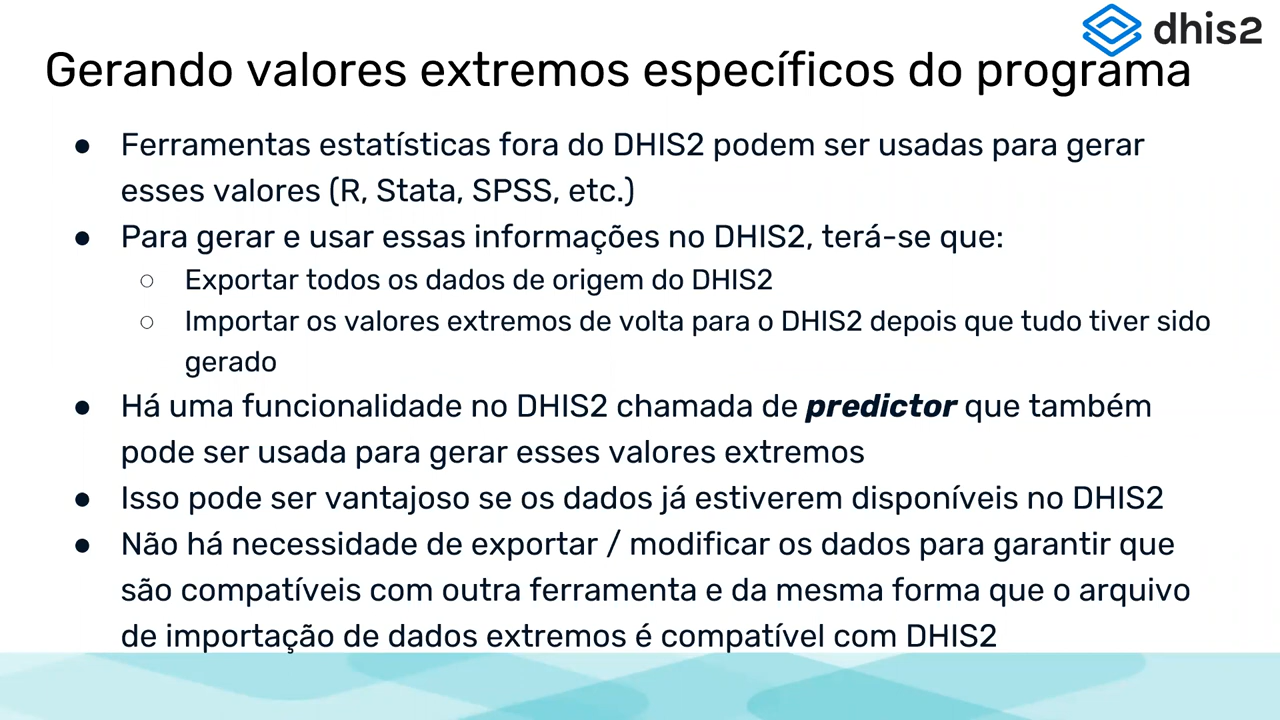 dhis2
Gerando valores extremos específicos do programa
● Ferramentas estatísticas fora do DHIS2 podem ser usadas para gerar
esses valores (R, Stata, SPSS, etc.)
● Para gerar e usar essas informações no DHIS2, terá-se que:
○ Exportar todos os dados de origem do DHIS2
○ Importar os valores extremos de volta para o DHIS2 depois que tudo tiver sido
gerado
● Há uma funcionalidade no DHIS2 chamada de predictor que também
pode ser usada para gerar esses valores extremos
● Isso pode ser vantajoso se os dados já estiverem disponíveis no DHIS2
● Não há necessidade de exportar / modificar os dados para garantir que
são compatíveis com outra ferramenta e da mesma forma que o arquivo
de importação de dados extremos é compatível com DHIS2